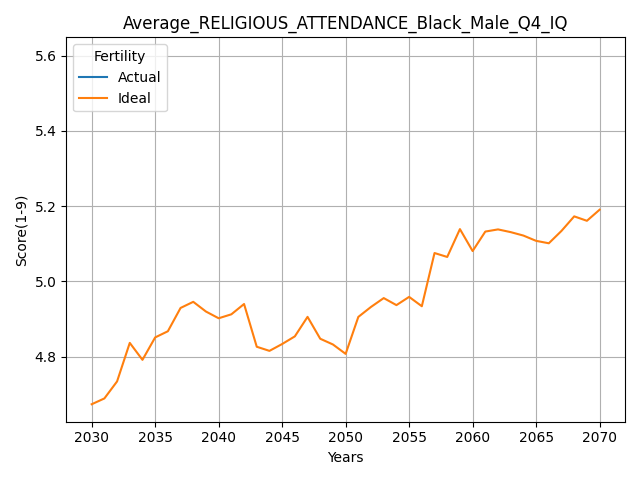 Average_RELIGIOUS_ATTENDANCE_Black_Male_Q4_IQ
Fertility
Actual
Ideal
5.6
5.4
5.2
5.0
4.8
Score(1-9)
2030 2035 2040 2045 2050 2055 2060 2065 2070
Years